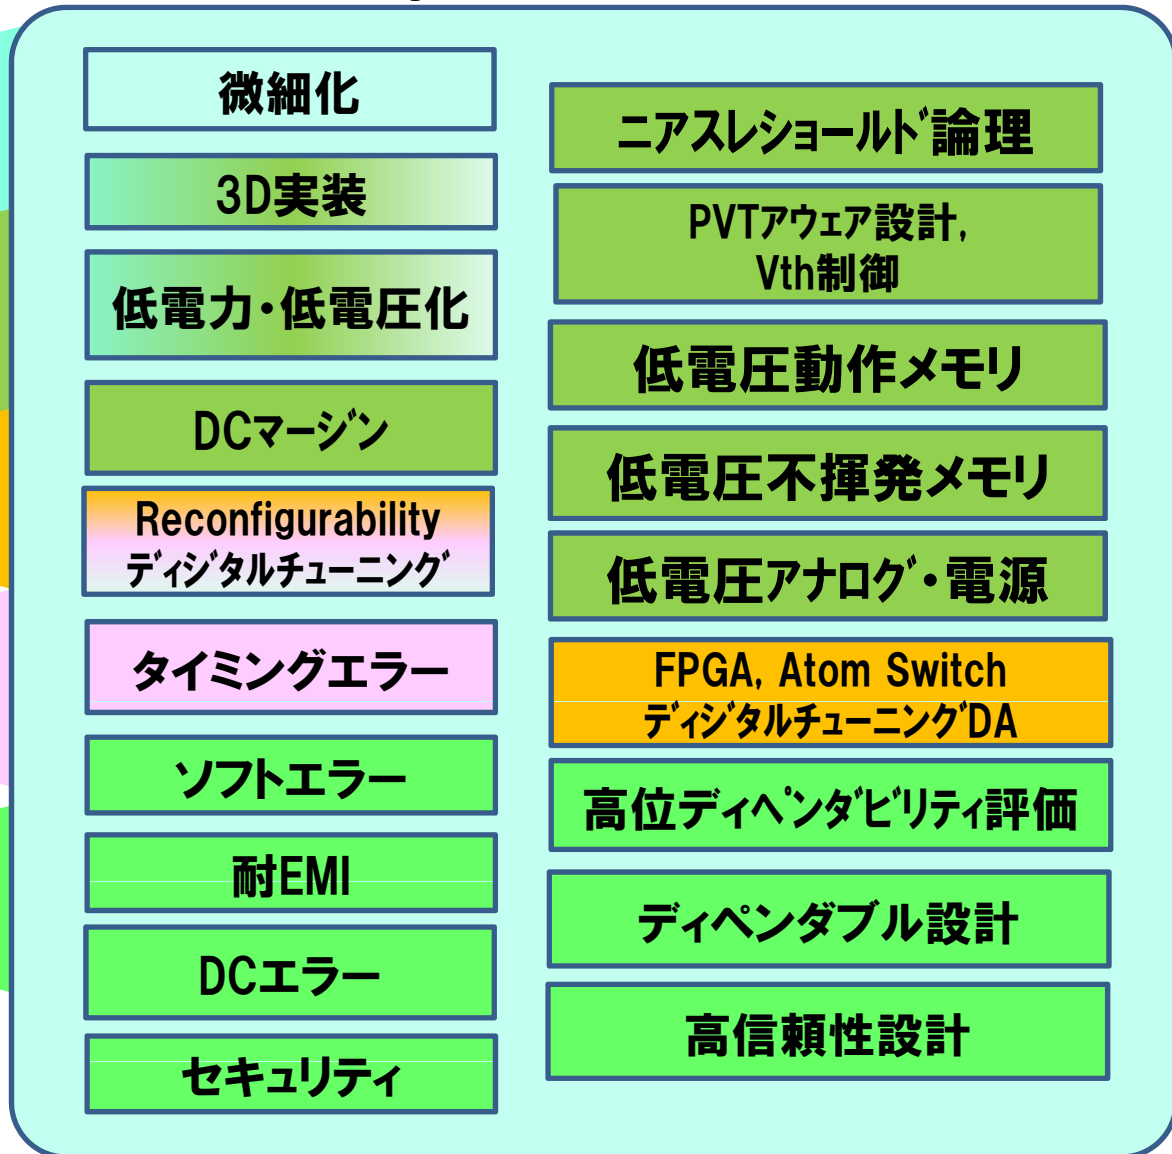 微細化
3D実装
低電力・低電圧化
DCマージン
Reconfigurability
ディジタルチューニング
タイミングエラー
ソフトエラー
耐EMI
DCエラー
セキュリティ
ニアスレショールド論理
PVTアウェア設計,
Vth制御
低電圧動作メモリ
低電圧不揮発メモリ
低電圧アナログ・電源
FPGA, Atom Switch
ディジタルチューニングDA
高位ディペンダビリティ評価
ディペンダブル設計
高信頼性設計